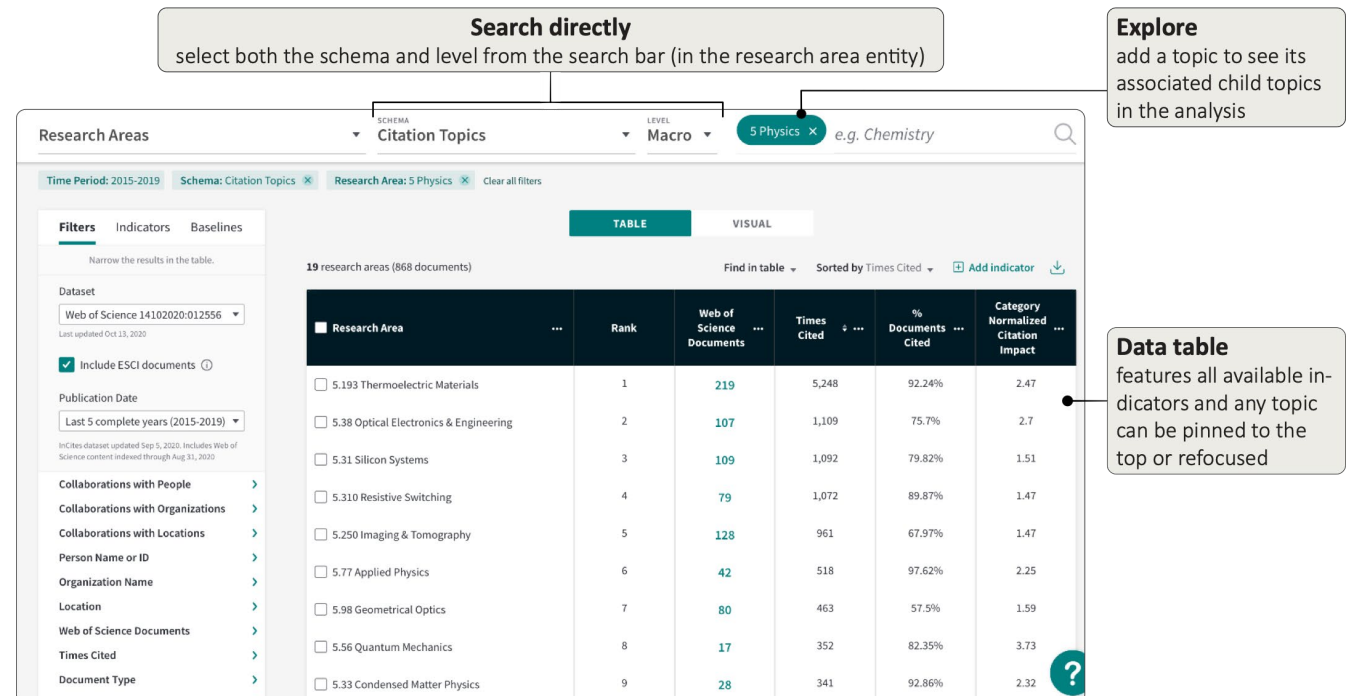 Search directly
select both the schema and level from the search bar (in the research area entity)
Explore
add a topic to see its
associated child topics
in the analysis
Research Areas
SCHEMA
Citation Topics
LEVEL
Macro
5 Physics ×
e.g. Chemistry
Time Period: 2015-2019
Schema: Citation Topics
Research Area: 5 Physics
Clear all filters
Filters Indicators Baselines
Narrow the results in the table.
Dataset
Web of Science 14102020:012556
Last updated Oct 13, 2020
Include ESCI documents
Publication Date
Last 5 complete years (2015-2019)
InCites dataset updated Sep 5, 2020. Includes Web of
Science content indexed through Aug 31, 2020
Collaborations with People
Collaborations with Organizations
Collaborations with Locations
Person Name or ID
Organization Name
Location
Web of Science Documents
Times Cited
Document Type
TABLE VISUAL
19 research areas (868 documents)
Find in table
Sorted by Times Cited
Add indicator
Research Area ...
Rank
Web of
Science ...
Documents
Times
Cited ...
%
Documents ...
Cited
Category
Normalized
Citation ...
Impact
5.193 Thermoelectric Materials 1 219 5,248 92.24% 2.47
5.38 Optical Electronics & Engineering 2 107 1,109 75.7% 2.7
5.31 Silicon Systems 3 109 1,092 79.82% 1.51
5.310 Resistive Switching 4 79 1,072 89.87% 1.47
5.250 Imaging & Tomography 5 128 961 67.97% 1.47
5.77 Applied Physics 6 42 518 97.62% 2.25
5.98 Geometrical Optics 7 80 463 57.5% 1.59
5.56 Quantum Mechanics 8 17 352 82.35% 3.73
5.33 Condensed Matter Physics 9 28 341 92.86% 2.32
?
Data table
features all available in-
dicators and any topic
can be pinned to the
top or refocused